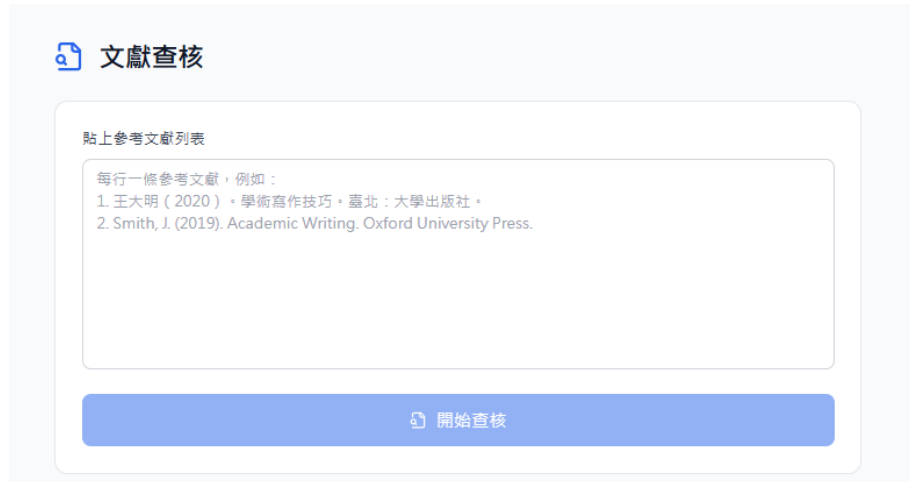 文獻查核
貼上參考文獻列表
每行一條參考文獻，例如：
1. 王大明（2020）。學術寫作技巧。臺北：大學出版社。
2. Smith, J. (2019). Academic Writing. Oxford University Press.
開始查核